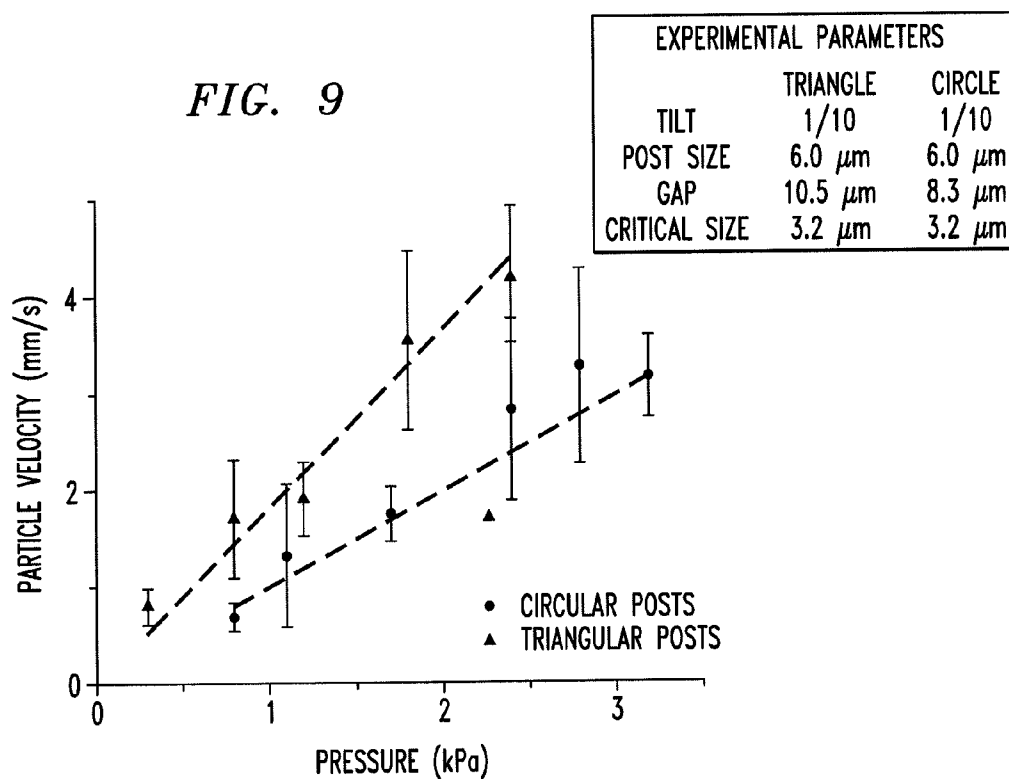 FIG. 9
EXPERIMENTAL PARAMETERS
TRIANGLE CIRCLE
TILT 1/10 1/10
POST SIZE 6.0 μm 6.0 μm
GAP 10.5 μm 8.3 μm
CRITICAL SIZE 3.2 μm 3.2 μm
PARTICLE VELOCITY (mm/s)
4
2
0
CIRCULAR POSTS
TRIANGULAR POSTS
0 1 2 3
PRESSURE (kPa)